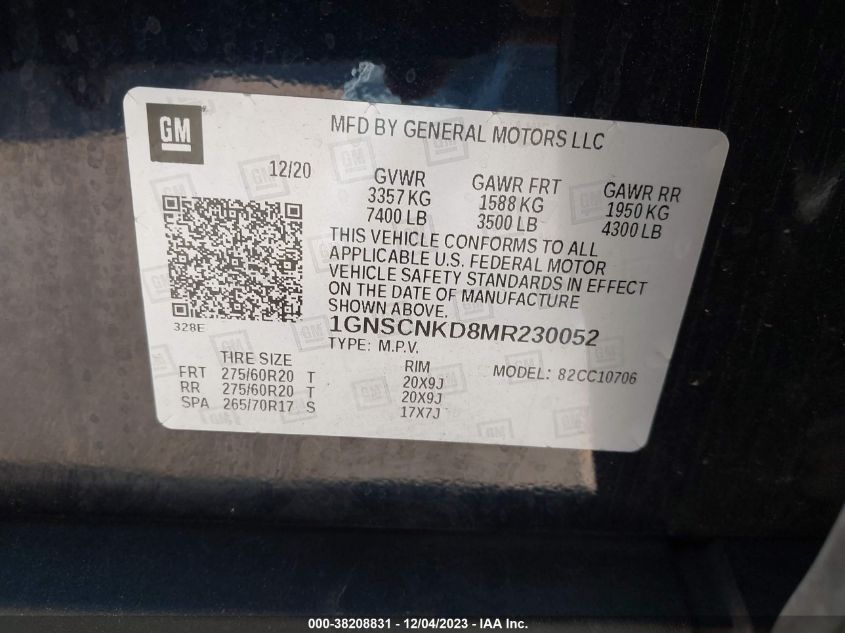 GM
MFD BY GENERAL MOTORS LLC
12/20
GVWR
3357 KG
7400 LB
GAWR FRT
1588 KG
3500 LB
GAWR RR
1950 KG
4300 LB
THIS VEHICLE CONFORMS TO ALL
APPLICABLE U.S. FEDERAL MOTOR
VEHICLE SAFETY STANDARDS IN EFFECT
ON THE DATE OF MANUFACTURE
SHOWN ABOVE.
328E
1GNSCNKD8MR230052
TYPE: M.P.V.
TIRE SIZE
FRT 275/60R20 T
RR 275/60R20 T
SPA 265/70R17 S
RIM
20X9J
20X9J
17X7J
MODEL: 82CC10706
000-38208831 - 12/04/2023 - IAA Inc.